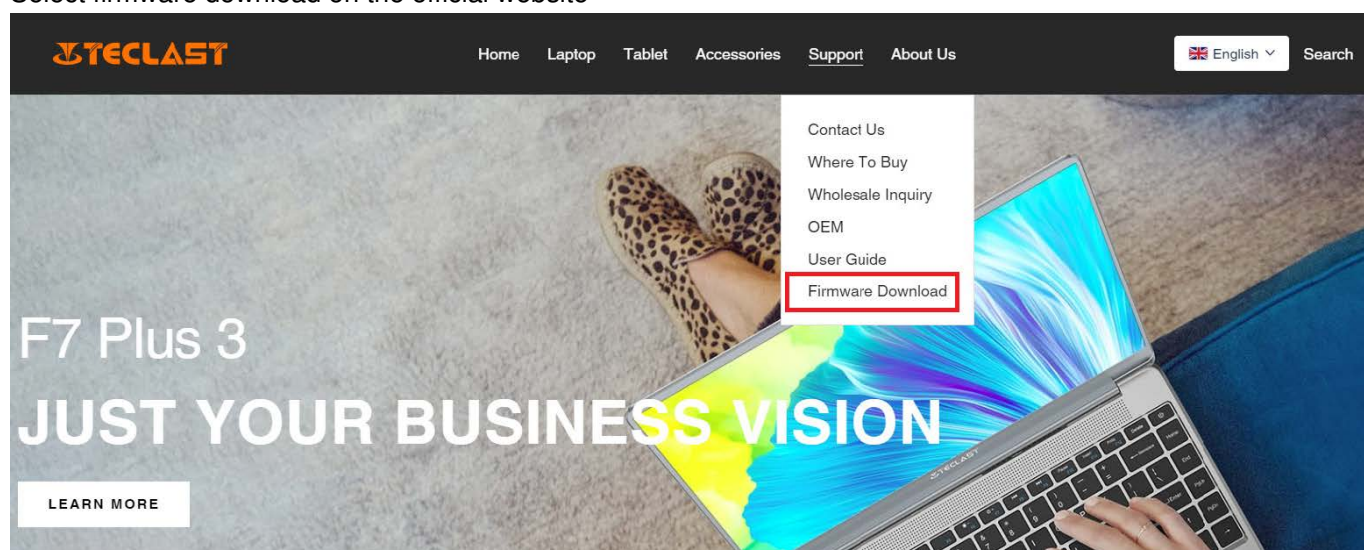 Select firmware download on the official website
TECLAST
Home Laptop Tablet Accessories Support About Us English Search
Contact Us
Where To Buy
Wholesale Inquiry
OEM
User Guide
Firmware Download
F7 Plus 3
JUST YOUR BUSINESS VISION
LEARN MORE
TECLAST